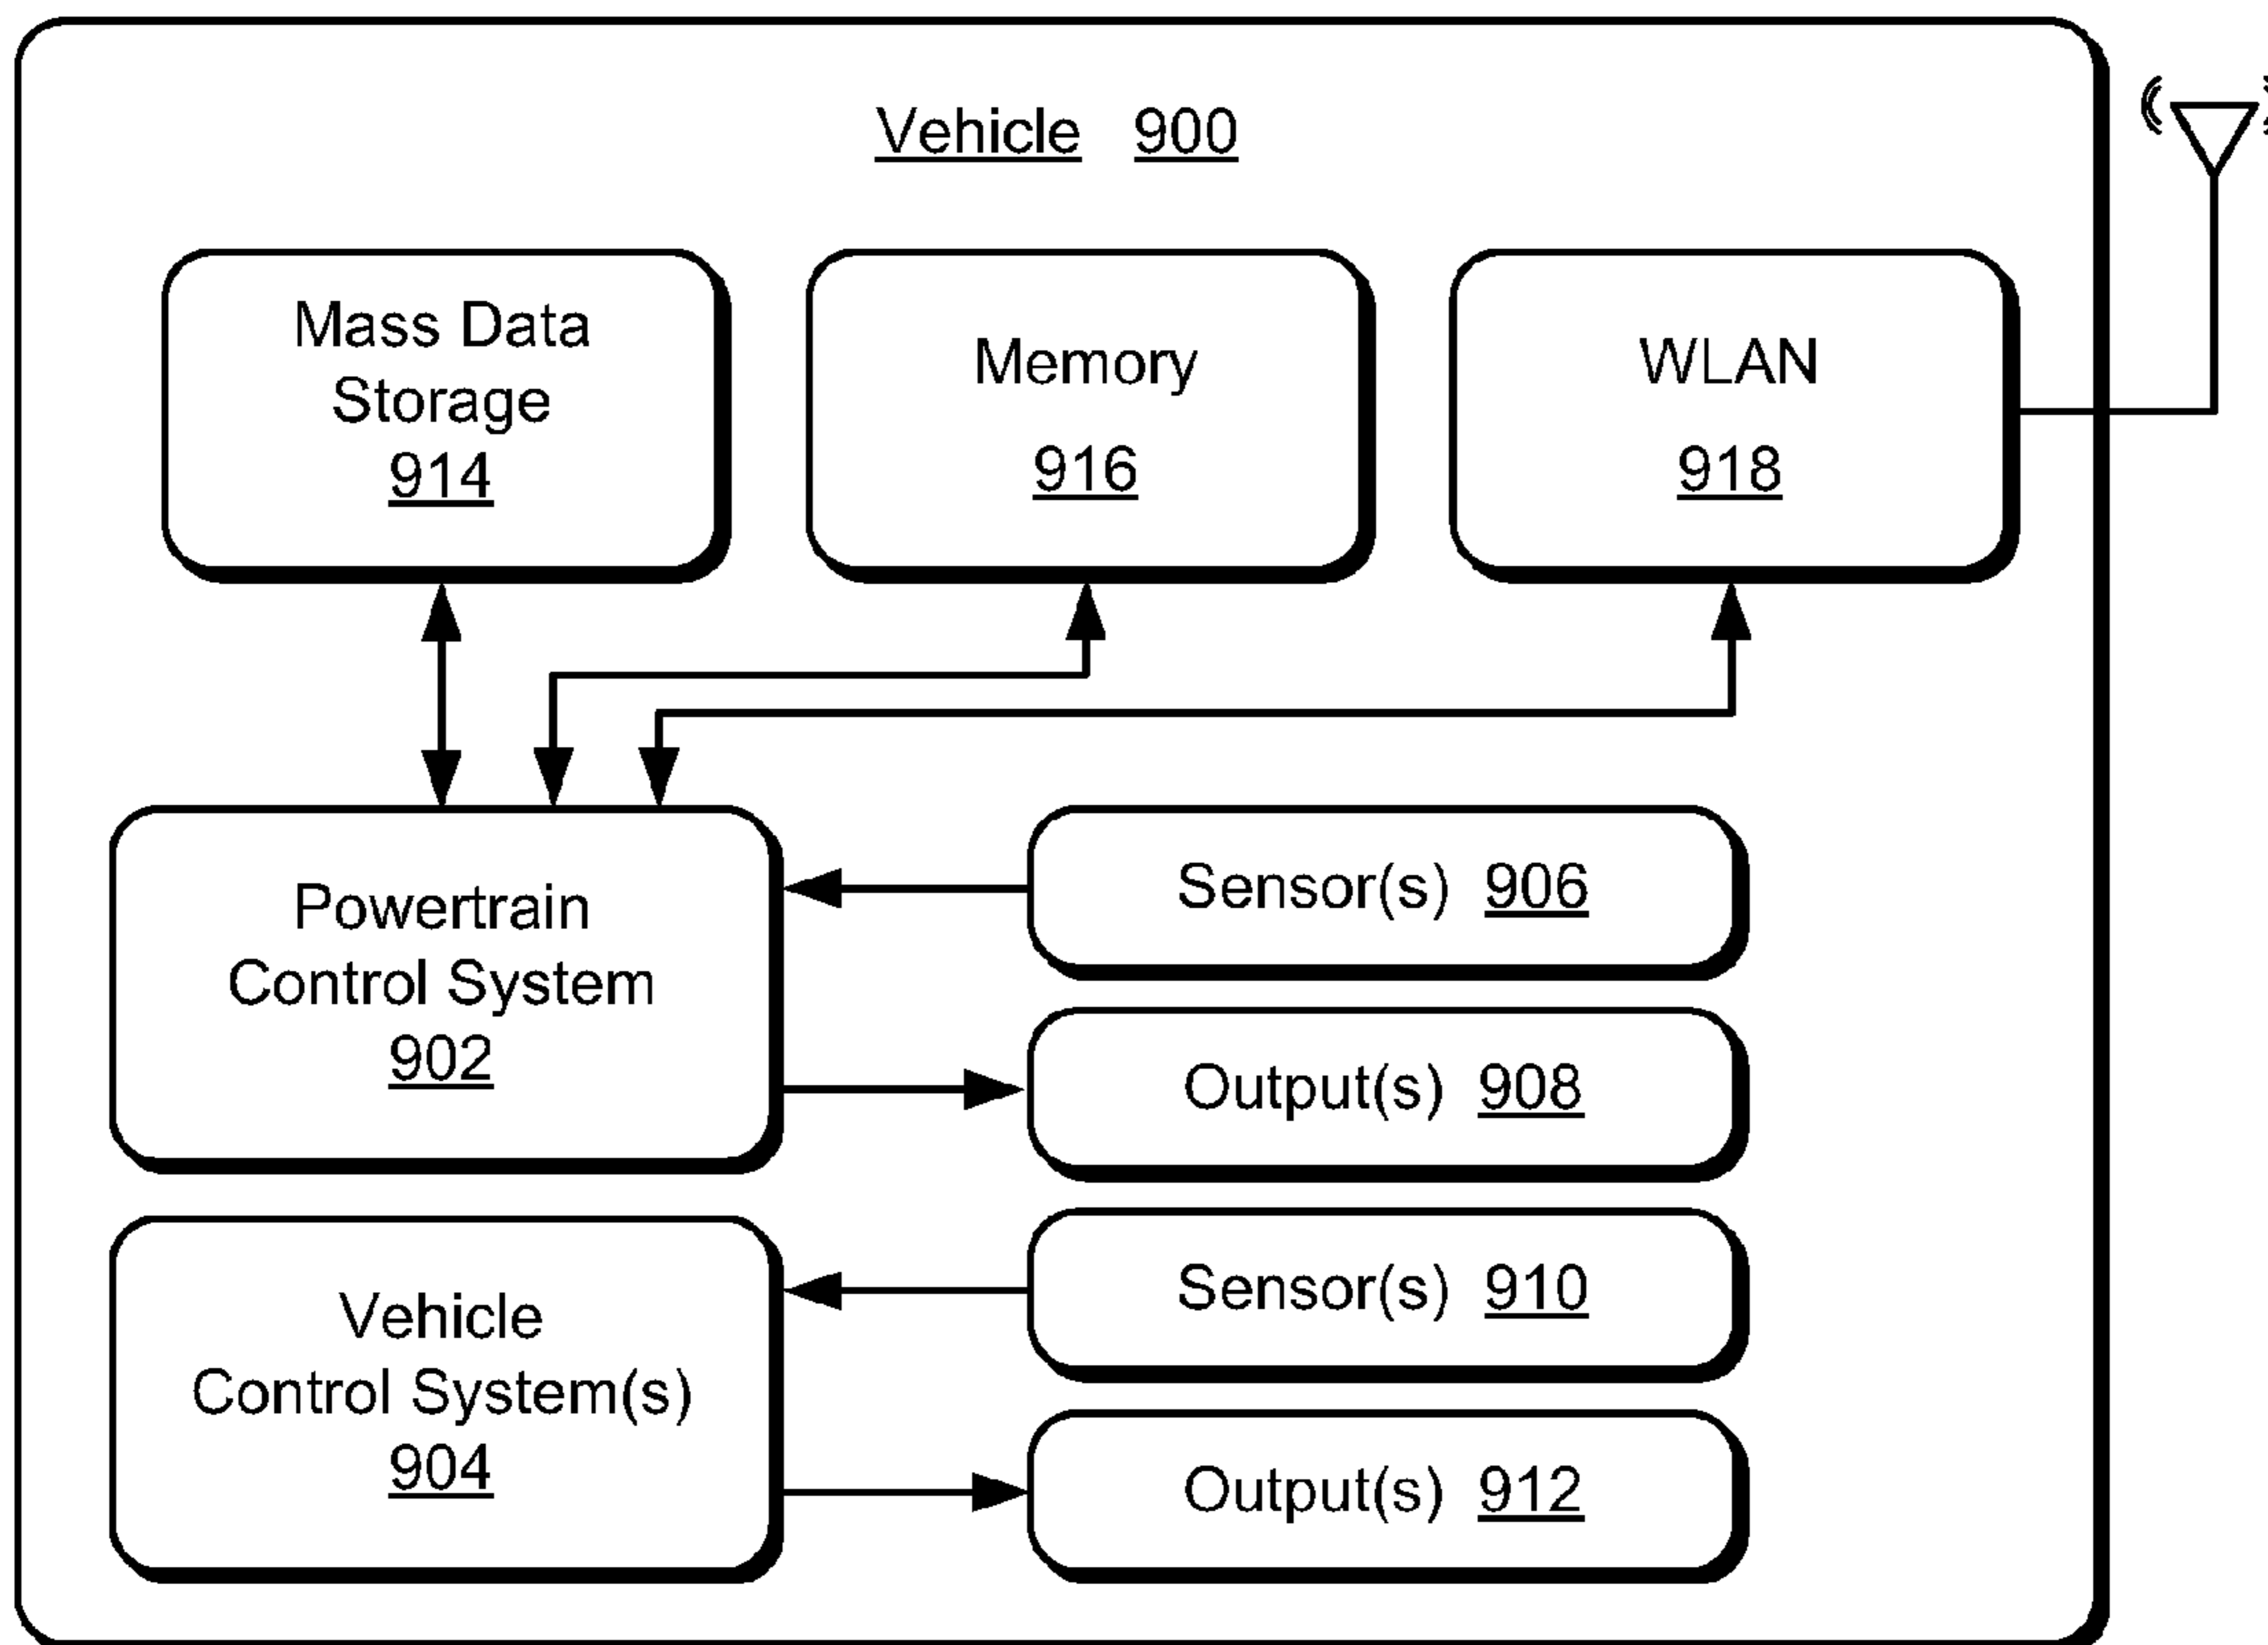 Vehicle 900
Mass Data
Storage
914
Memory
916
WLAN
918
Powertrain
Control System
902
Sensor(s) 906
Output(s) 908
Vehicle
Control System(s)
904
Sensor(s) 910
Output(s) 912